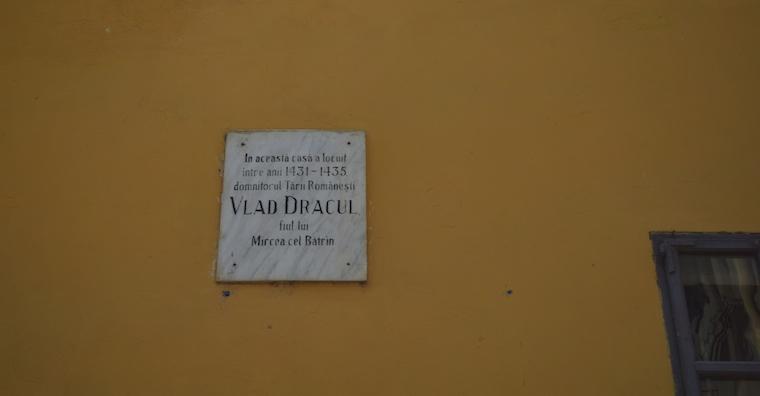 In această casă a locuit
între anii 1431-1435
domnitorul Țării Românești
VLAD DRACUL
fiul lui
Mircea cel Bătrîn